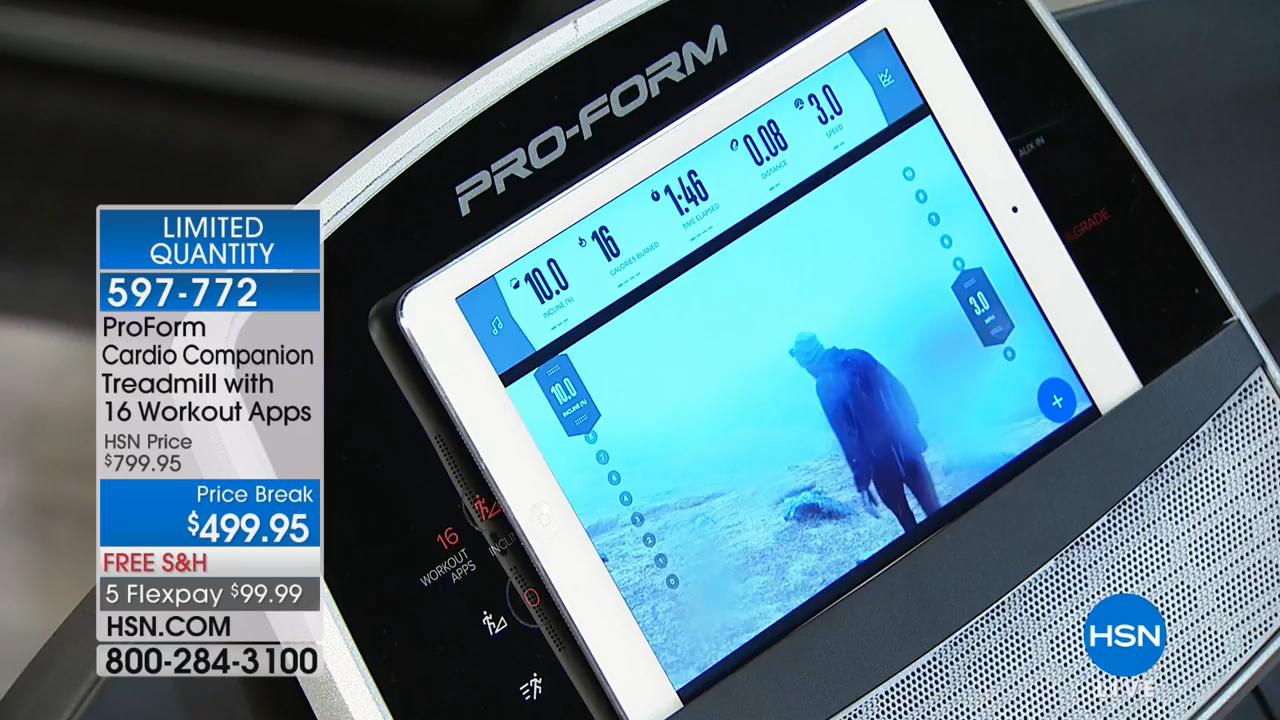 LIMITED
QUANTITY
597-772
ProForm
Cardio Companion
Treadmill with
16 Workout Apps
HSN Price
$799.95
Price Break
$499.95
FREE S&H
5 Flexpay $99.99
HSN.COM
800-284-3100
PRO-FORM
10.0
INCLINE (%)
16
CALORIES BURNED
1:46
TIME ELAPSED
0.08
DISTANCE
3.0
SPEED
10.0
INCLINE (%)
3.0
AUX IN
GRADE
16
WORKOUT
APPS
HSN
LIVE